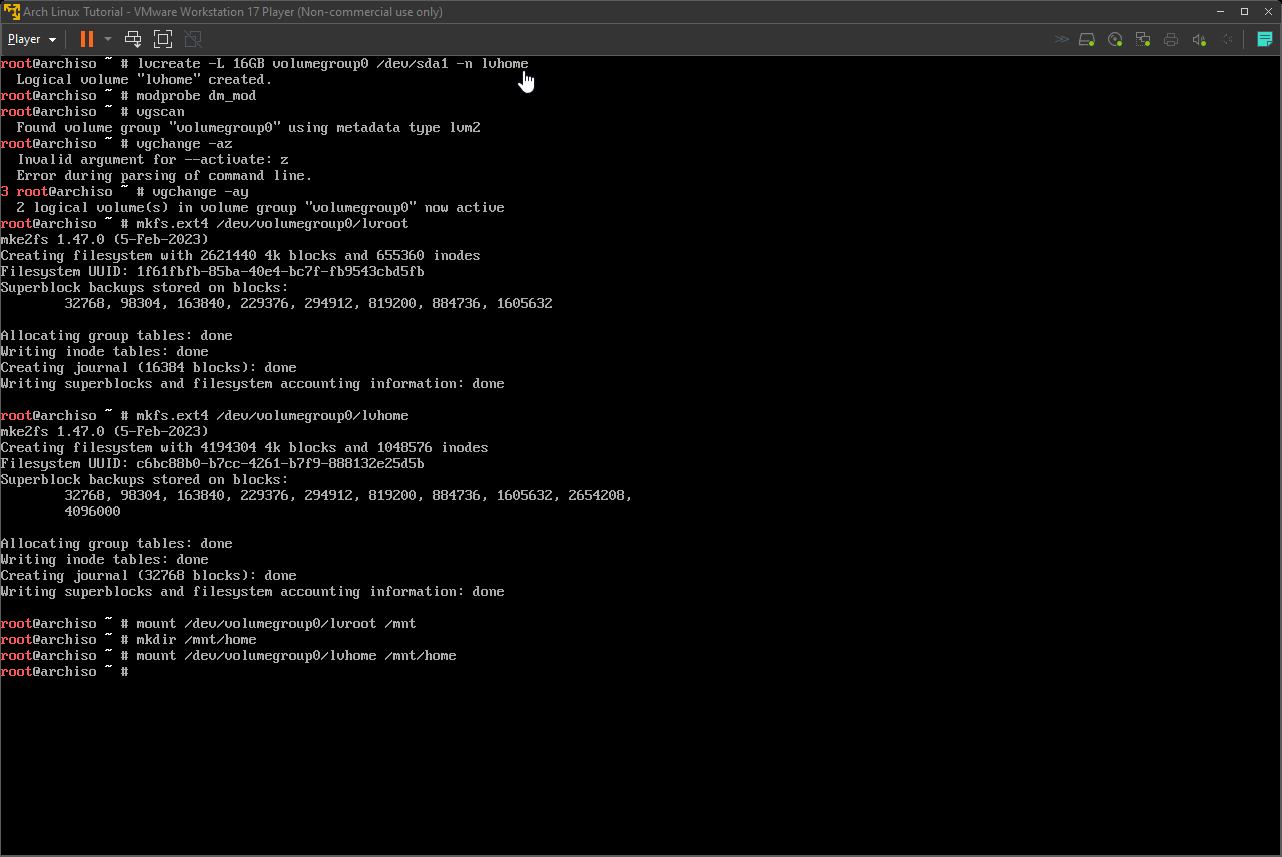 Arch Linux Tutorial - VMware Workstation 17 Player (Non-commercial use only)
Player
root@archiso ~ # lvcreate -L 16GB volumegroup0 /dev/sda1 -n lvhome
  Logical volume "lvhome" created.
root@archiso ~ # modprobe dm_mod
root@archiso ~ # vgscan
  Found volume group "volumegroup0" using metadata type lvm2
root@archiso ~ # vgchange -az
  Invalid argument for --activate: z
  Error during parsing of command line.
3 root@archiso ~ # vgchange -ay
  2 logical volume(s) in volume group "volumegroup0" now active
root@archiso ~ # mkfs.ext4 /dev/volumegroup0/lvroot
mke2fs 1.47.0 (5-Feb-2023)
Creating filesystem with 2621440 4k blocks and 655360 inodes
Filesystem UUID: 1f61fbfb-85ba-40e4-bc7f-fb9543cbd5fb
Superblock backups stored on blocks:
        32768, 98304, 163840, 229376, 294912, 819200, 884736, 1605632
Allocating group tables: done
Writing inode tables: done
Creating journal (16384 blocks): done
Writing superblocks and filesystem accounting information: done
root@archiso ~ # mkfs.ext4 /dev/volumegroup0/lvhome
mke2fs 1.47.0 (5-Feb-2023)
Creating filesystem with 4194304 4k blocks and 1048576 inodes
Filesystem UUID: c6bc88b0-b7cc-4261-b7f9-888132e25d5b
Superblock backups stored on blocks:
        32768, 98304, 163840, 229376, 294912, 819200, 884736, 1605632, 2654208,
        4096000
Allocating group tables: done
Writing inode tables: done
Creating journal (32768 blocks): done
Writing superblocks and filesystem accounting information: done
root@archiso ~ # mount /dev/volumegroup0/lvroot /mnt
root@archiso ~ # mkdir /mnt/home
root@archiso ~ # mount /dev/volumegroup0/lvhome /mnt/home
root@archiso ~ #